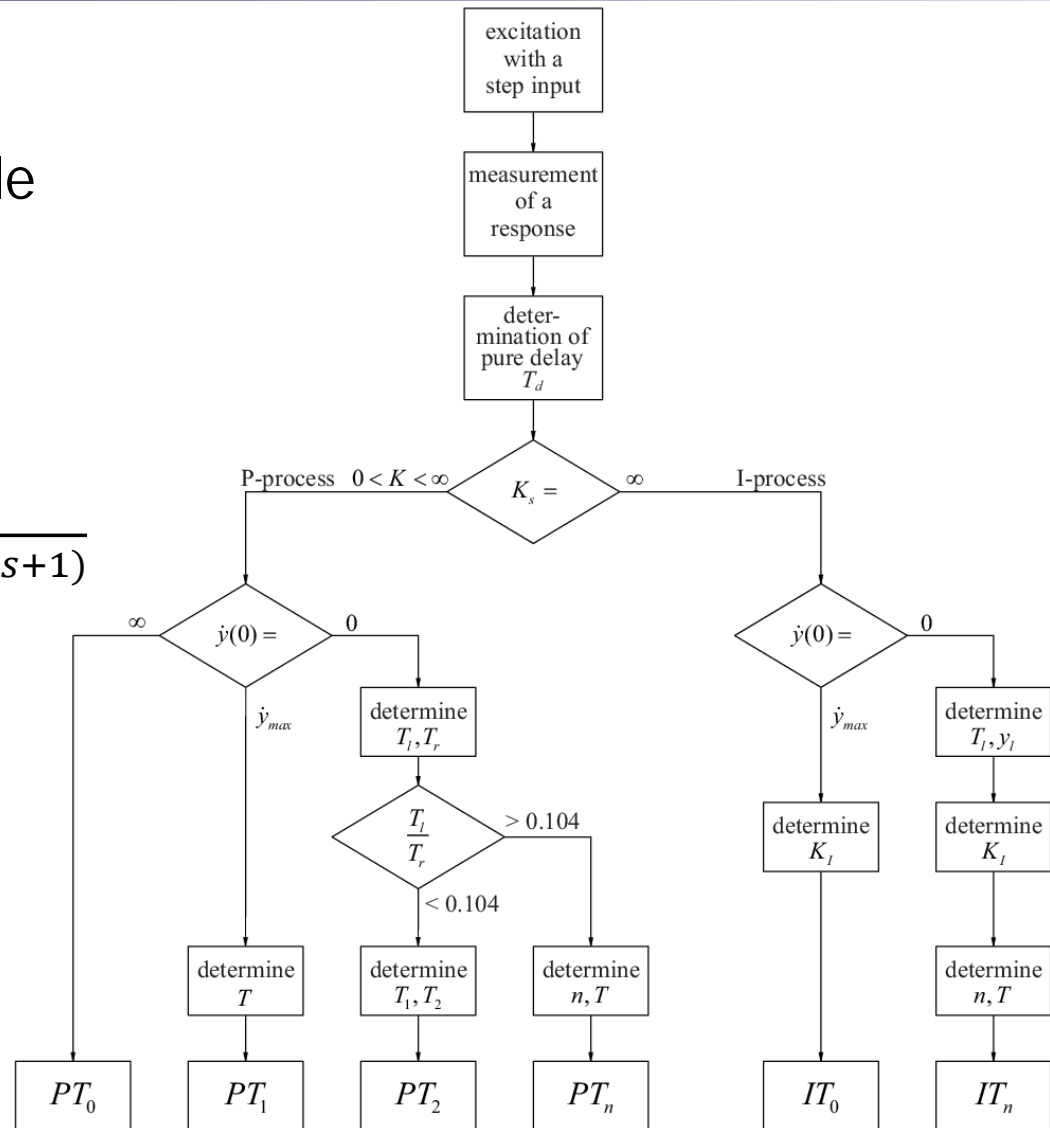 excitation
with a
step input
le
measurement
of a
response
deter-
mination of
pure delay
T_d
P-process 0 < K < ∞
K_s =
∞ I-process
s+1)
∞
ẏ(0) =
0
ẏ(0) =
0
ẏ_max
determine
T_l, T_r
ẏ_max
determine
T_l, y_l
T_l
T_r
> 0.104
< 0.104
determine
K_I
determine
K_I
determine
T
determine
T_1, T_2
determine
n, T
determine
n, T
PT_0
PT_1
PT_2
PT_n
IT_0
IT_n